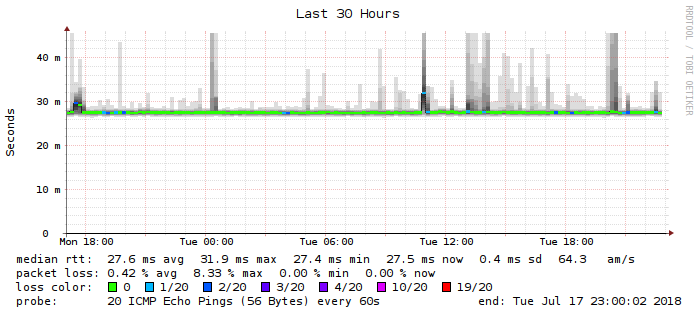 Last 30 Hours
RRDTOOL / TOBI OETIKER
Seconds
40 m
30 m
20 m
10 m
0
Mon 18:00 Tue 00:00 Tue 06:00 Tue 12:00 Tue 18:00
median rtt: 27.6 ms avg 31.9 ms max 27.4 ms min 27.5 ms now 0.4 ms sd 64.3 am/s
packet loss: 0.42 % avg 8.33 % max 0.00 % min 0.00 % now
loss color: 0 1/20 2/20 3/20 4/20 10/20 19/20
probe: 20 ICMP Echo Pings (56 Bytes) every 60s end: Tue Jul 17 23:00:02 2018